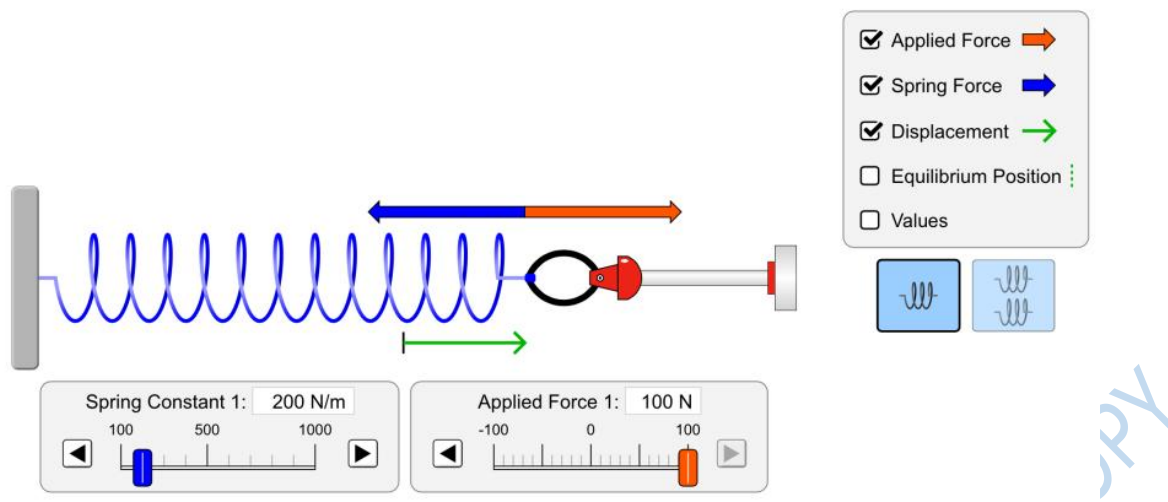 Applied Force
Spring Force
Displacement
Equilibrium Position
Values
Spring Constant 1: 200 N/m
100 500 1000
Applied Force 1: 100 N
-100 0 100